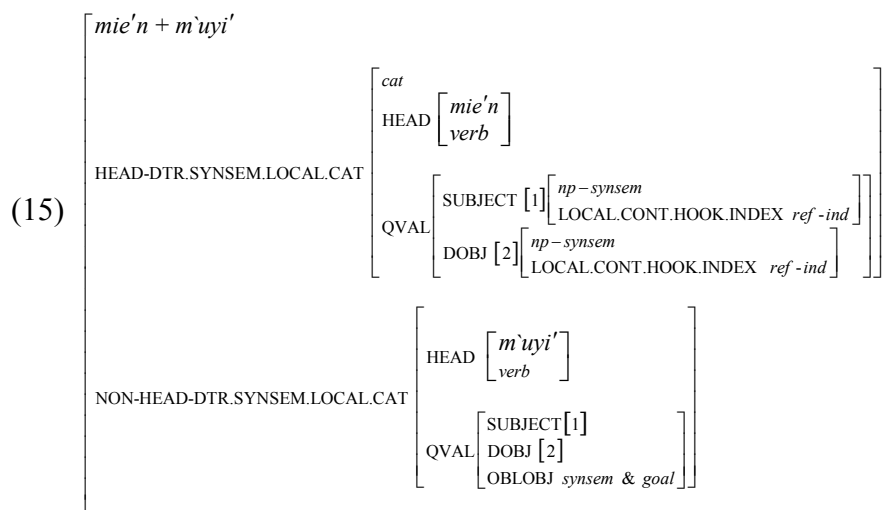 (15)
mie′n + m`uyi′
HEAD-DTR.SYNSEM.LOCAL.CAT
cat
HEAD [mie′n
verb]
QVAL
SUBJECT [1] [np – synsem
LOCAL.CONT.HOOK.INDEX ref -ind]
DOBJ [2] [np – synsem
LOCAL.CONT.HOOK.INDEX ref -ind]
NON-HEAD-DTR.SYNSEM.LOCAL.CAT
HEAD [m`uyi′
verb]
QVAL
SUBJECT [1]
DOBJ [2]
OBLOBJ synsem & goal